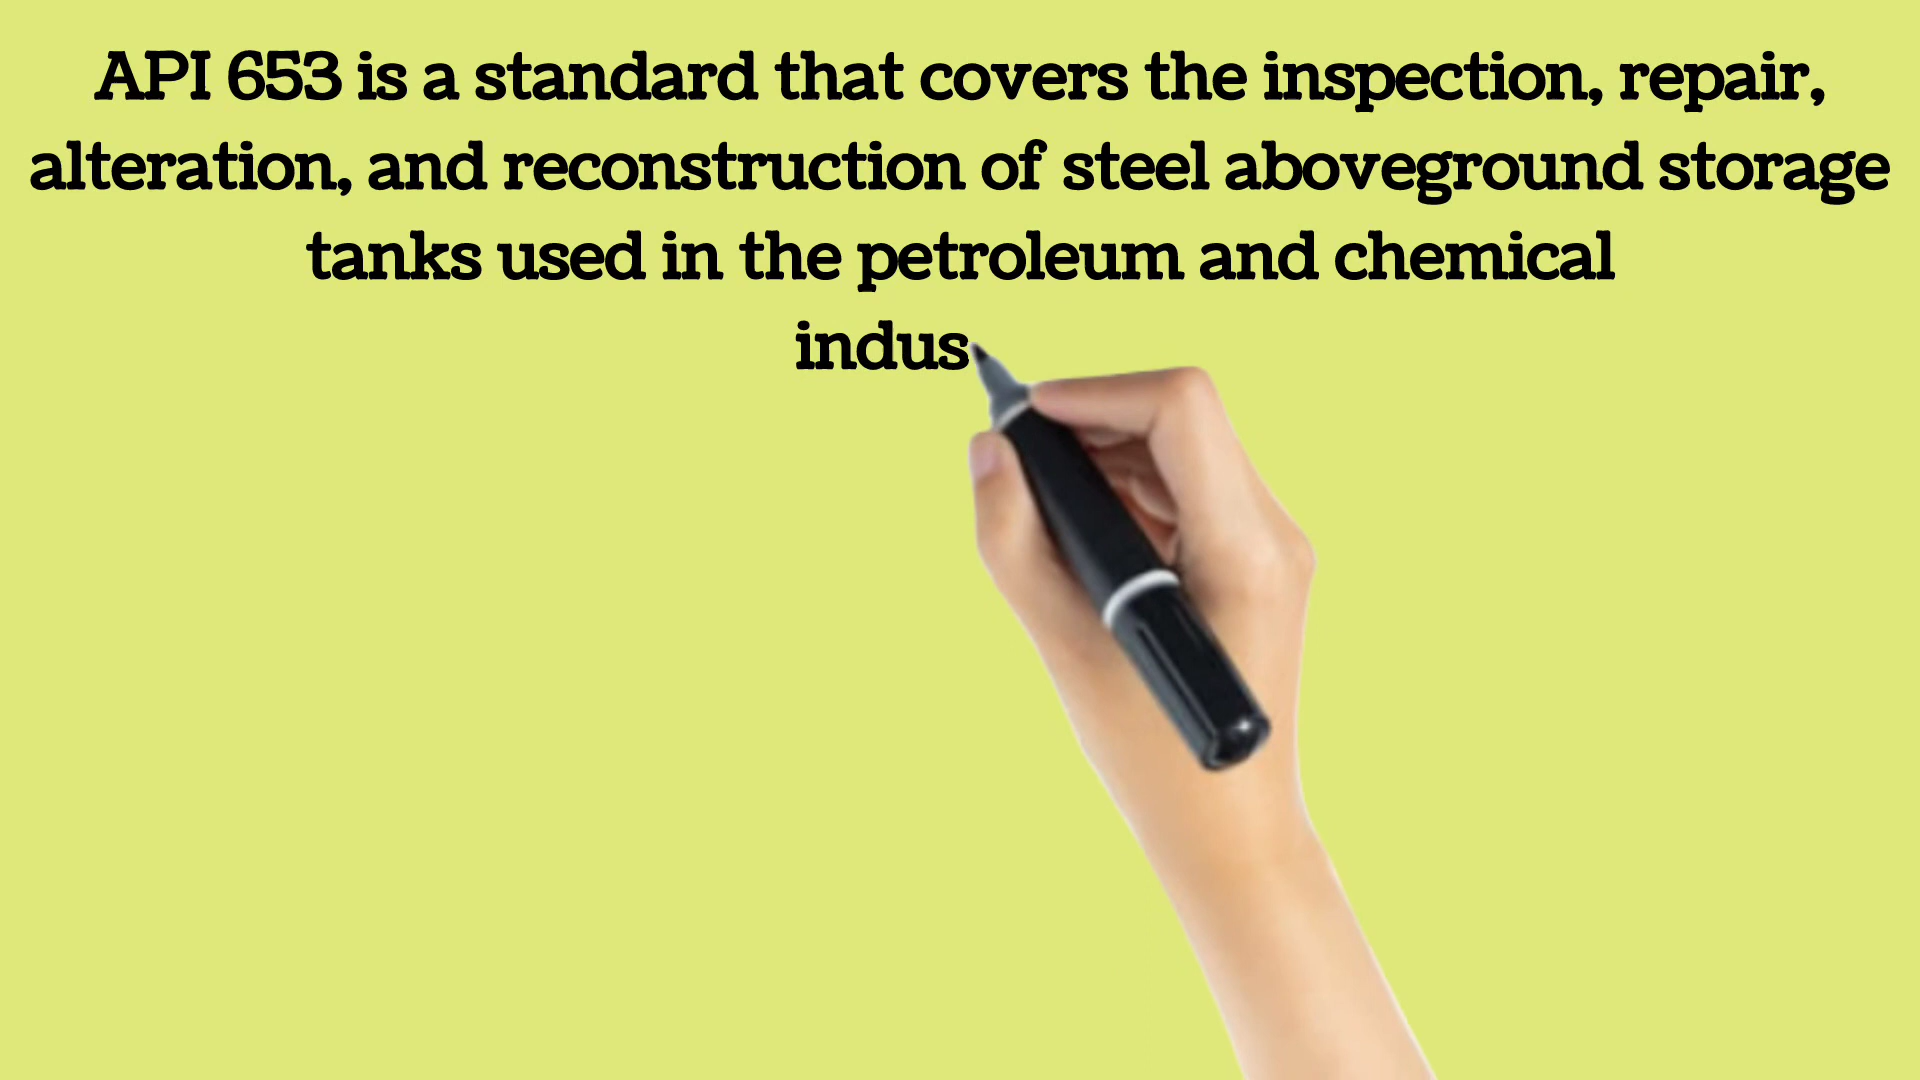 API 653 is a standard that covers the inspection, repair,
alteration, and reconstruction of steel aboveground storage
tanks used in the petroleum and chemical
indus